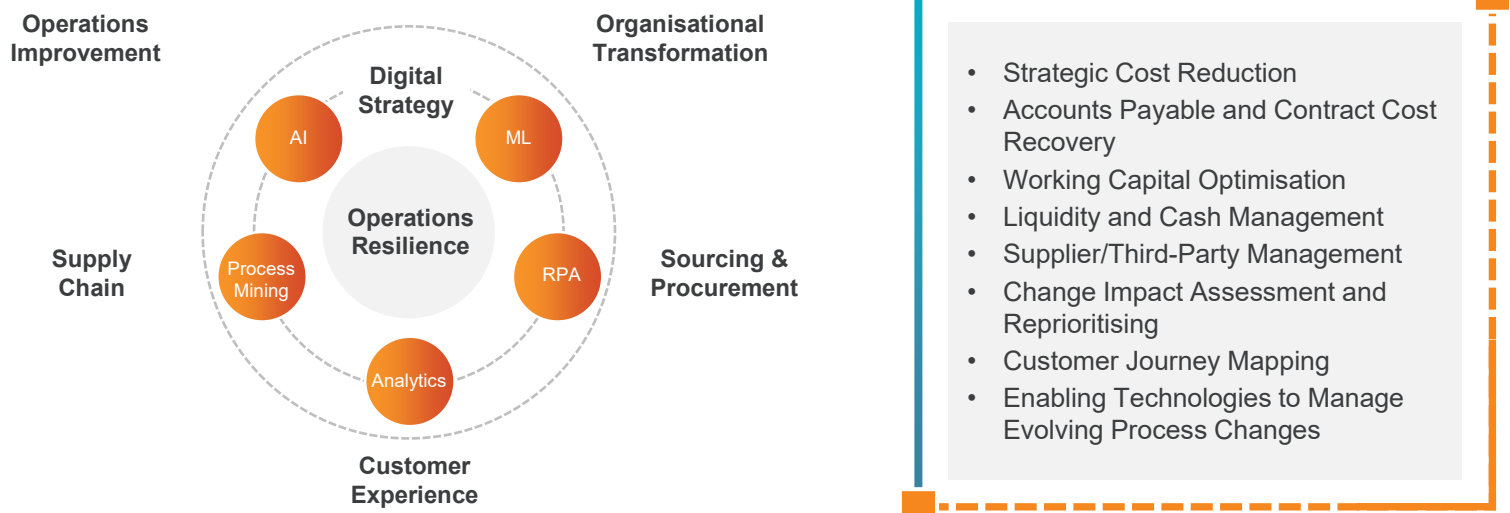 Operations
Improvement
Organisational
Transformation
Digital
Strategy
AI
ML
Operations
Resilience
Supply
Chain
Process
Mining
RPA
Sourcing &
Procurement
Analytics
Customer
Experience
• Strategic Cost Reduction
• Accounts Payable and Contract Cost
Recovery
• Working Capital Optimisation
• Liquidity and Cash Management
• Supplier/Third-Party Management
• Change Impact Assessment and
Reprioritising
• Customer Journey Mapping
• Enabling Technologies to Manage
Evolving Process Changes